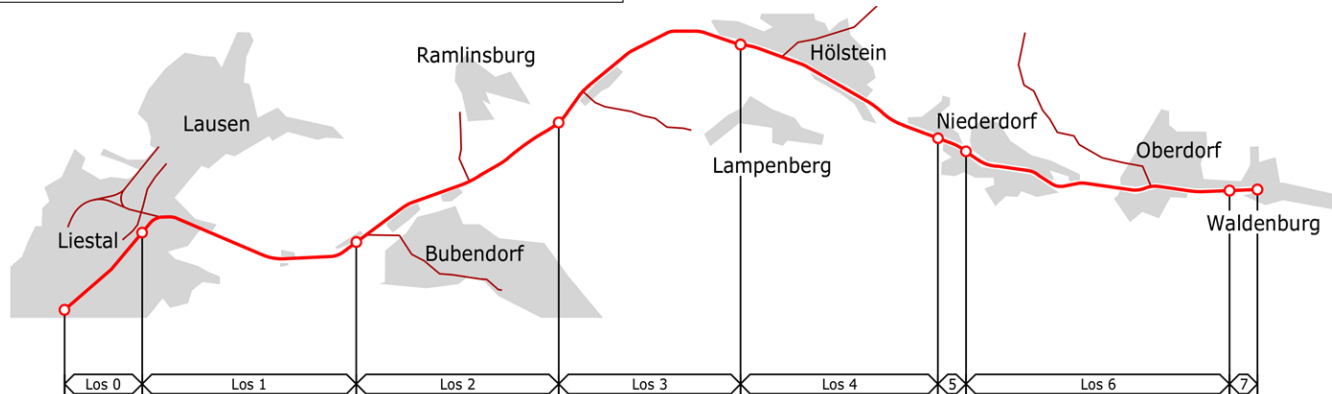 Ramlinsburg
Hölstein
Lausen
Niederdorf
Oberdorf
Lampenberg
Liestal
Bubendorf
Waldenburg
Los 0
Los 1
Los 2
Los 3
Los 4
5
Los 6
7